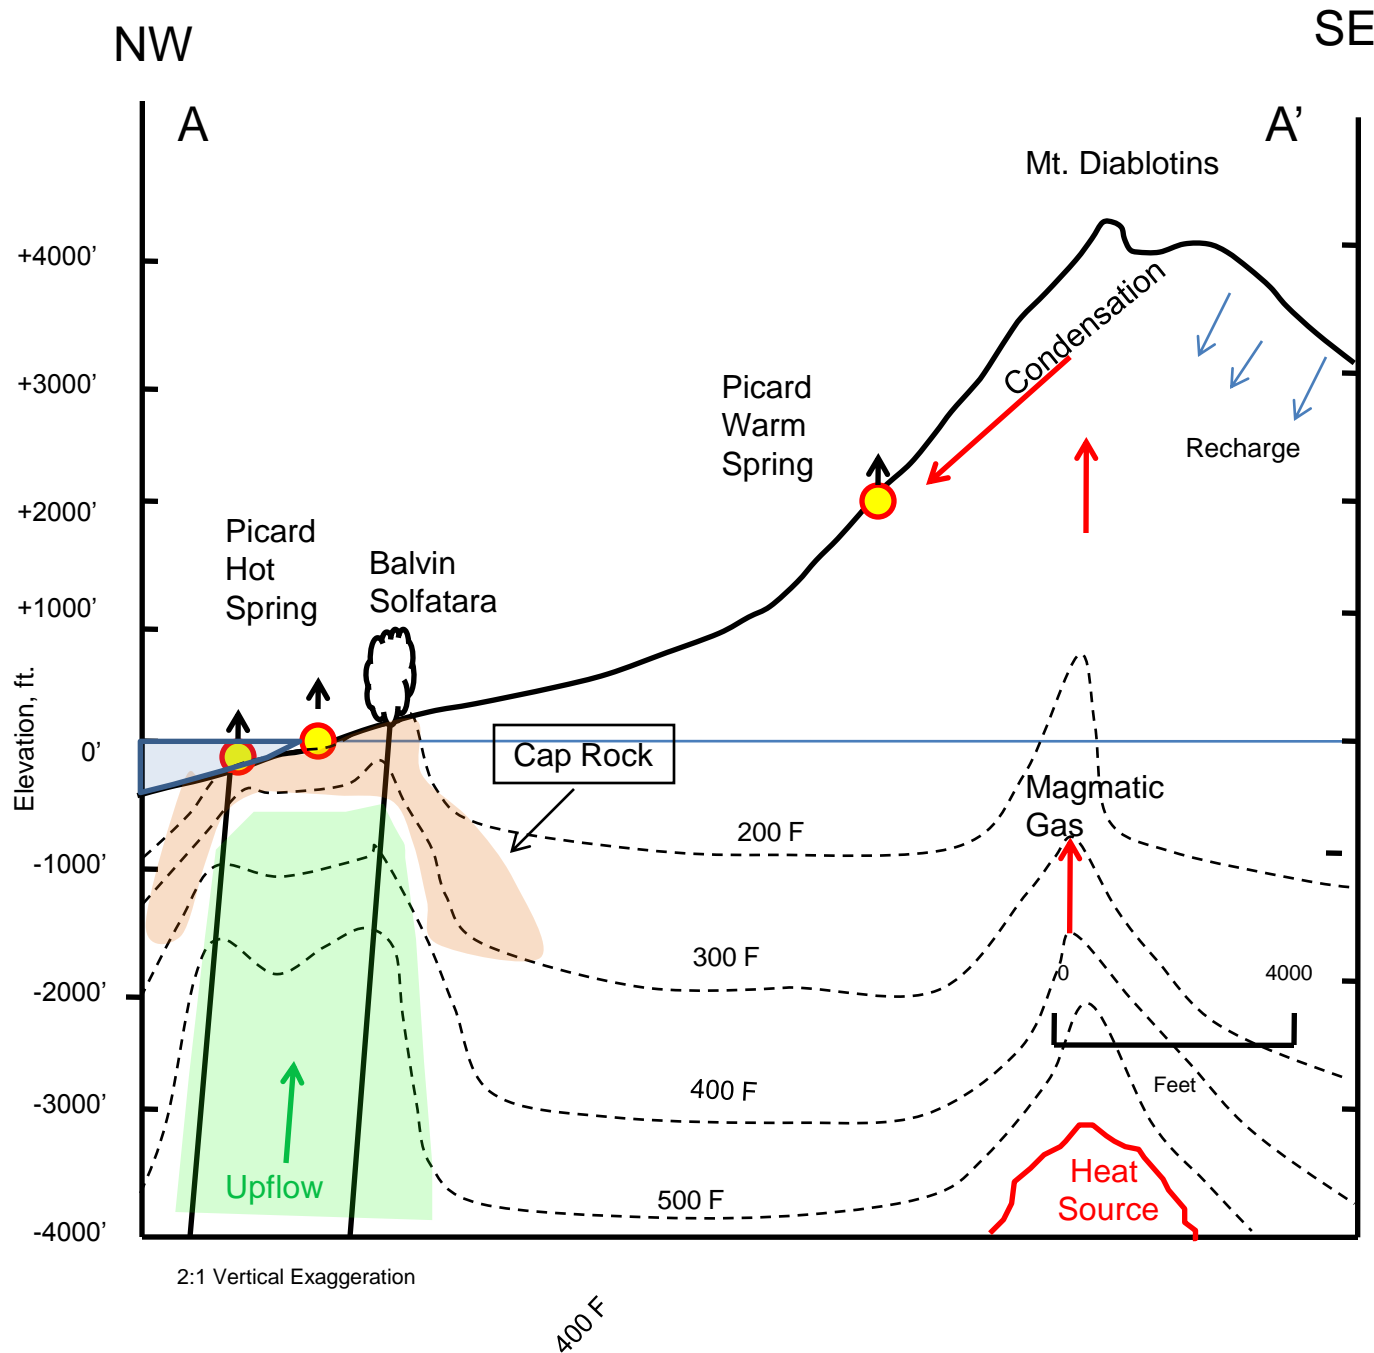 NW
SE
A
A’
Mt. Diablotins
+4000’
Condensation
+3000’
Picard
Warm
Spring
Recharge
+2000’
Picard
Hot
Spring
Balvin
Solfatara
+1000’
Elevation, ft.
0’
Cap Rock
Magmatic
Gas
200 F
-1000’
300 F
0
4000
-2000’
Feet
400 F
-3000’
Heat
Source
Upflow
500 F
-4000’
2:1 Vertical Exaggeration
400 F